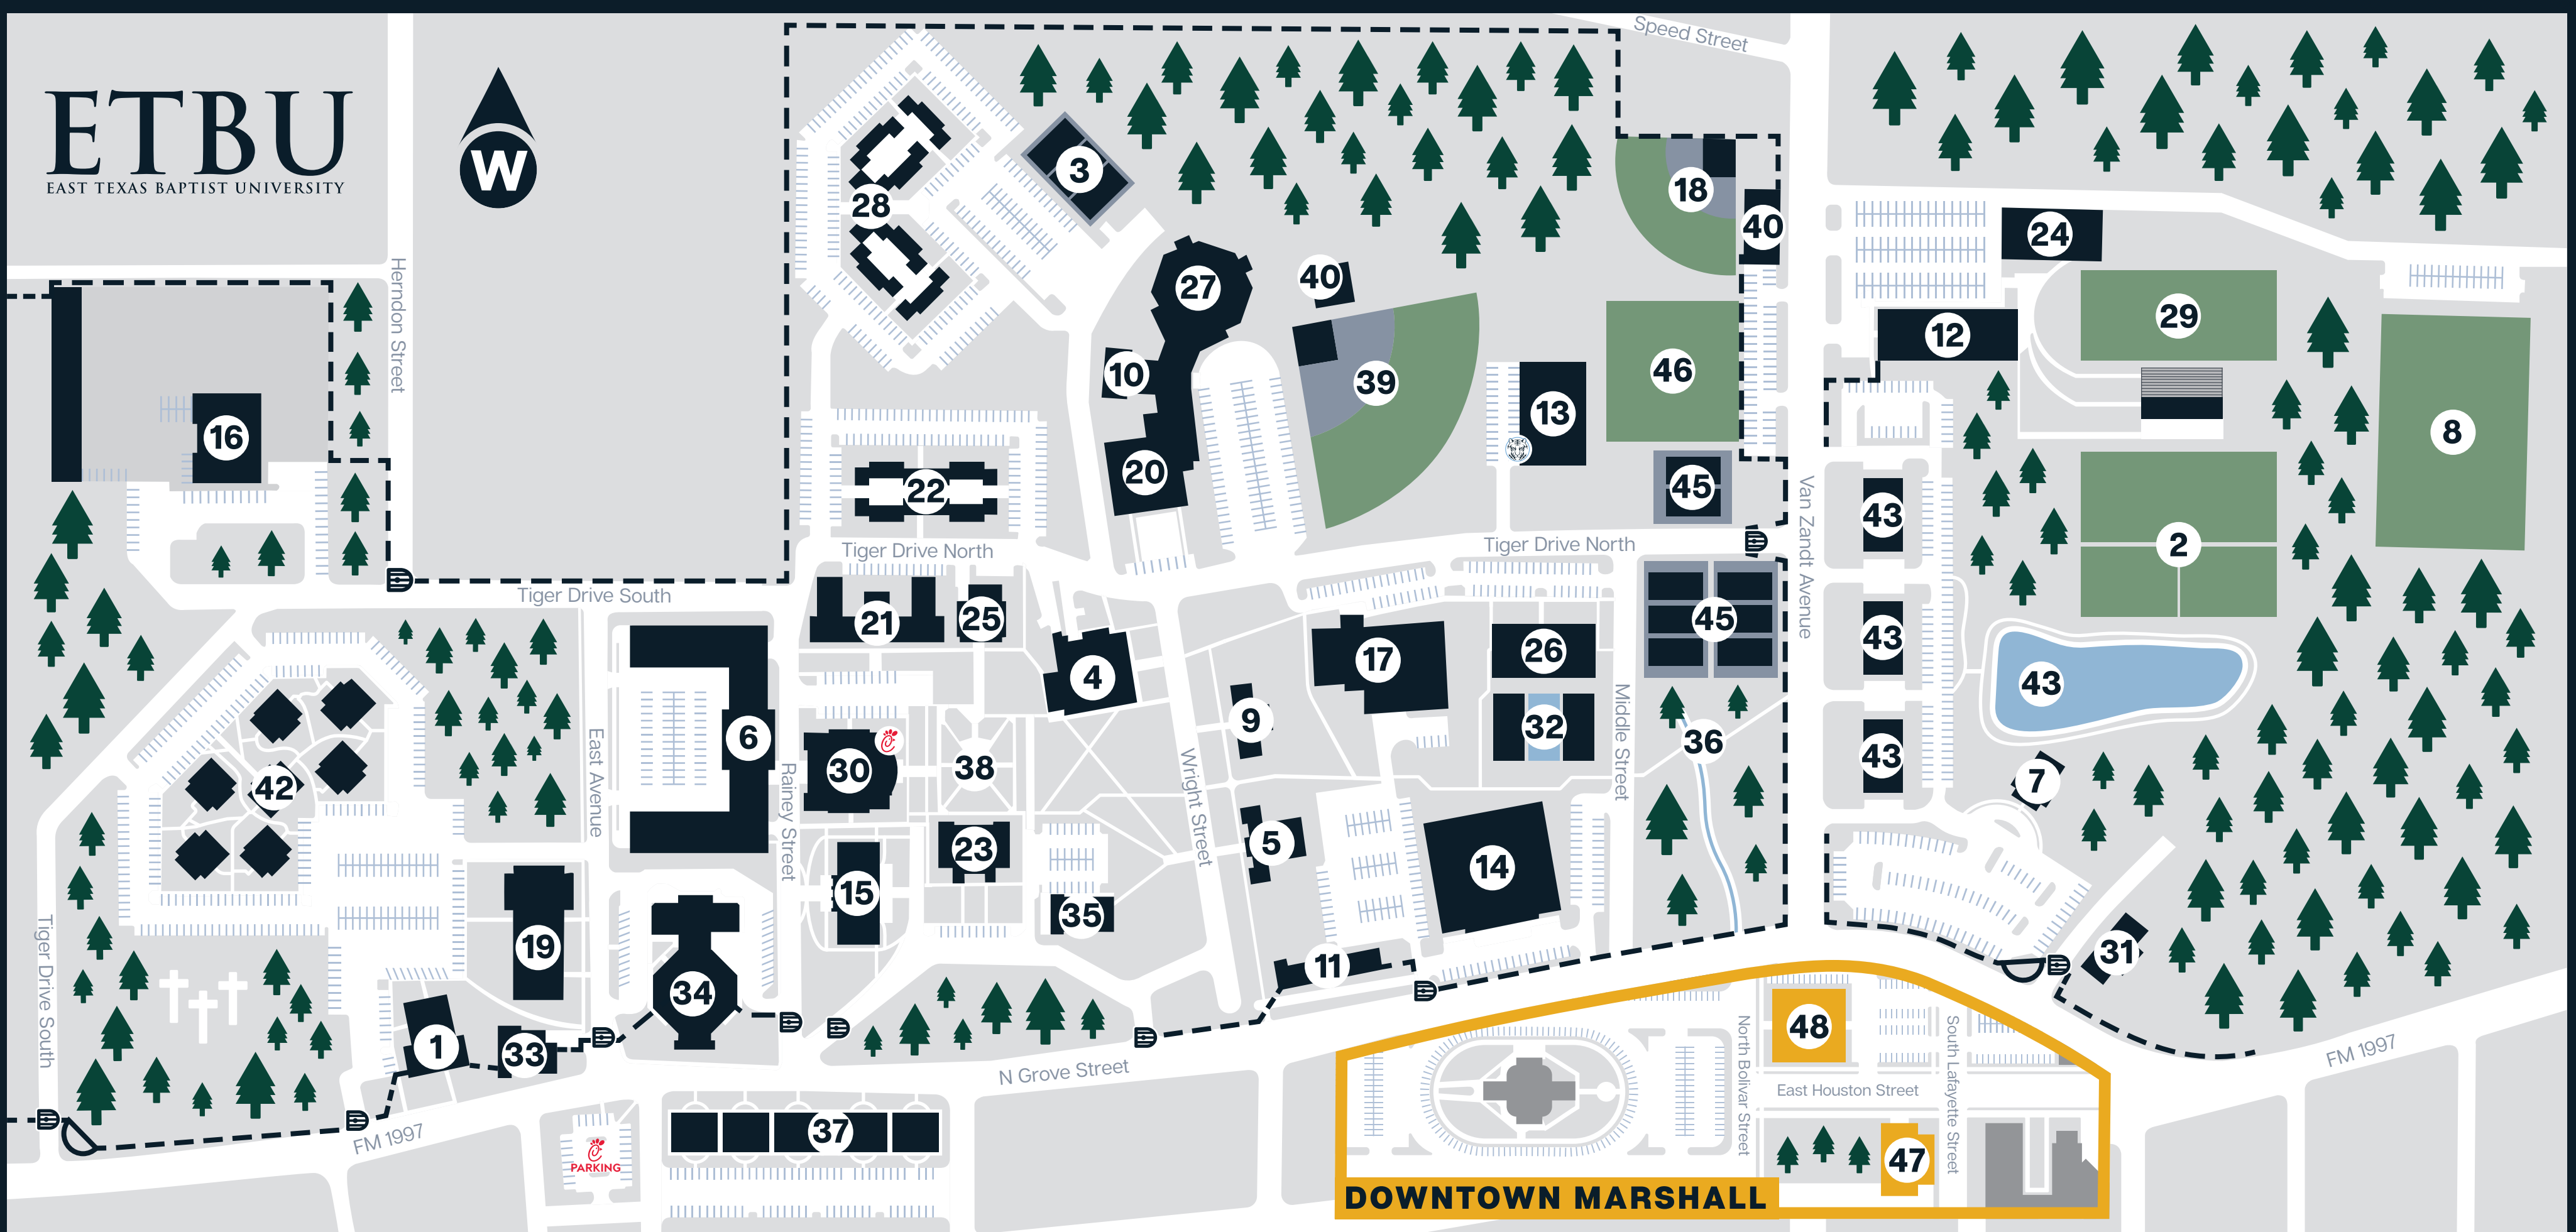 Speed Street
ETBU
EAST TEXAS BAPTIST UNIVERSITY
W
3
28
18
40
24
Herndon Street
27
40
29
12
10
39
46
8
16
13
20
22
45
43
Van Zandt Avenue
Tiger Drive North
Tiger Drive North
2
Tiger Drive South
21
25
45
43
4
17
26
43
9
32
36
6
30
38
Middle Street
East Avenue
Rainey Street
Wright Street
43
7
42
5
23
14
15
35
19
Tiger Drive South
34
11
31
1
33
48
North Bolivar Street
South Lafayette Street
FM 1997
N Grove Street
East Houston Street
FM 1997
37
PARKING
47
DOWNTOWN MARSHALL